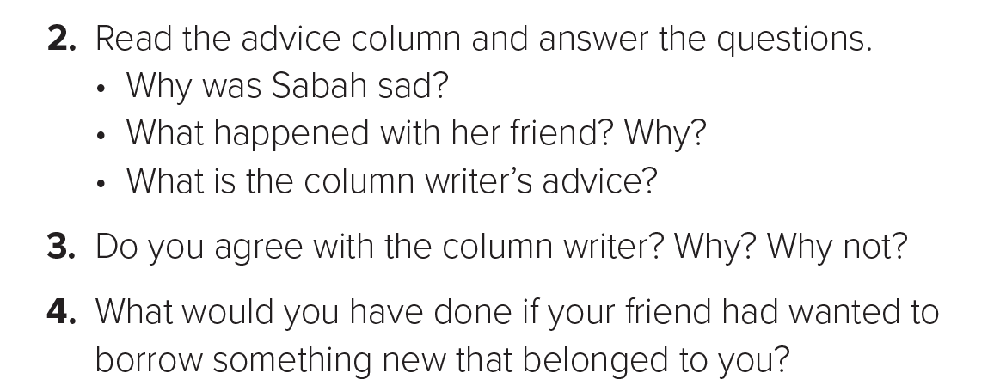 2. Read the advice column and answer the questions.
• Why was Sabah sad?
• What happened with her friend? Why?
• What is the column writer’s advice?
3. Do you agree with the column writer? Why? Why not?
4. What would you have done if your friend had wanted to
borrow something new that belonged to you?